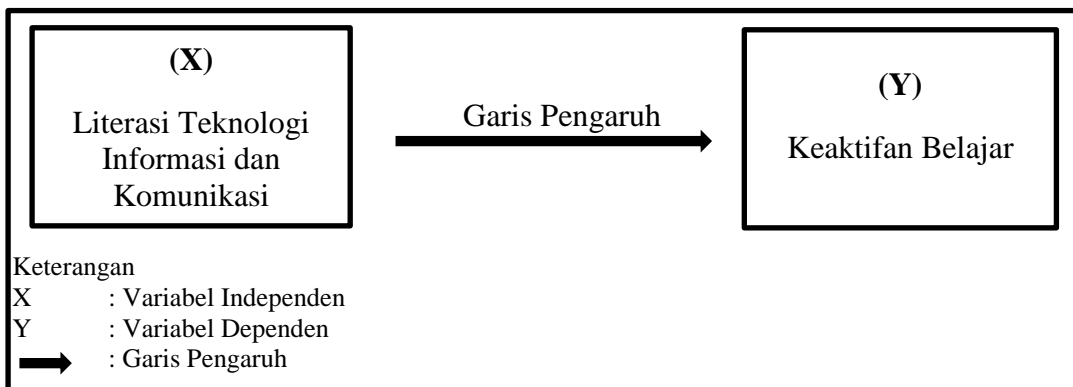 (X)
Literasi Teknologi
Informasi dan
Komunikasi
Garis Pengaruh
(Y)
Keaktifan Belajar
Keterangan
X : Variabel Independen
Y : Variabel Dependen
: Garis Pengaruh